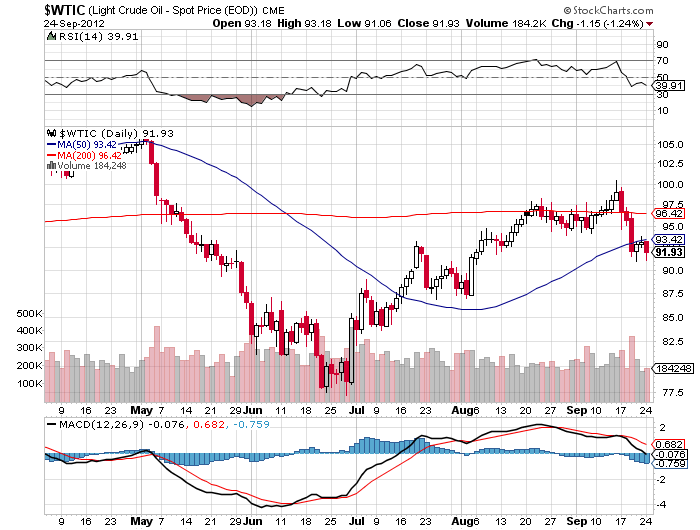 $WTIC (Light Crude Oil - Spot Price (EOD)) CME © StockCharts.com
24-Sep-2012 Open 93.18 High 93.18 Low 91.06 Close 91.93 Volume 184.2K Chg -1.15 (-1.24%)
RSI(14) 39.91
90
70
50
39.91
30
10
$WTIC (Daily) 91.93
MA(50) 93.42
MA(200) 96.42
Volume 184,248
105.0
102.5
100.0
97.5
96.42
95.0
93.42
92.5
91.93
90.0
87.5
85.0
82.5
80.0
77.5
500K
400K
300K
200K
100K
184248
9 16 23 May 7 14 21 29 Jun 11 18 25 Jul 9 16 23 Aug 6 13 20 27 Sep 10 17 24
MACD(12,26,9) -0.076, 0.682, -0.759
2
0.682
-0.076
-0.759
-2
-4
9 16 23 May 7 14 21 29 Jun 11 18 25 Jul 9 16 23 Aug 6 13 20 27 Sep 10 17 24